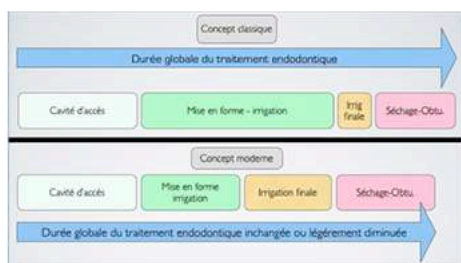 Concept classique
Durée globale du traitement endodontique
Cavité d'accès
Mise en forme - irrigation
Irrig
finale
Séchage-Obtu.
Concept moderne
Cavité d'accès
Mise en forme
irrigation
Irrigation finale
Séchage-Obtu.
Durée globale du traitement endodontique inchangée ou légèrement diminuée